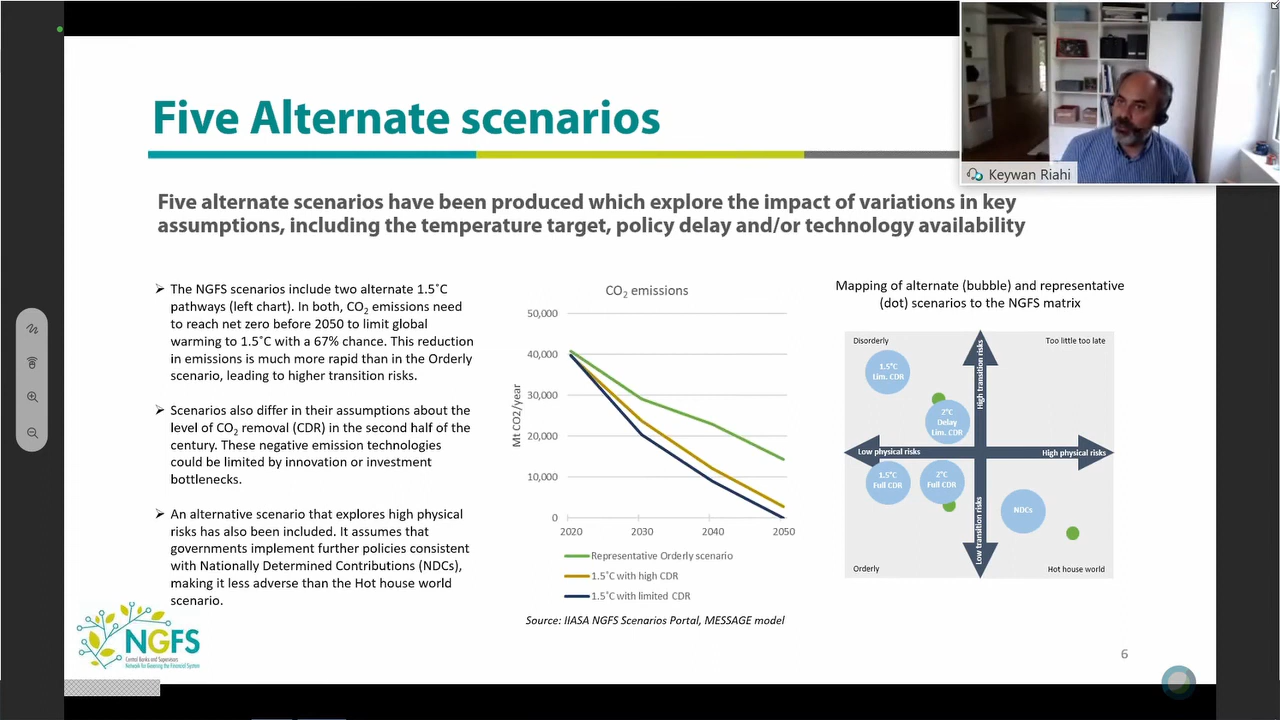 Five Alternate scenarios
Keywan Riahi
Five alternate scenarios have been produced which explore the impact of variations in key
assumptions, including the temperature target, policy delay and/or technology availability
➢ The NGFS scenarios include two alternate 1.5˚C
pathways (left chart). In both, CO₂ emissions need
to reach net zero before 2050 to limit global
warming to 1.5˚C with a 67% chance. This reduction
in emissions is much more rapid than in the Orderly
scenario, leading to higher transition risks.
➢ Scenarios also differ in their assumptions about the
level of CO₂ removal (CDR) in the second half of the
century. These negative emission technologies
could be limited by innovation or investment
bottlenecks.
➢ An alternative scenario that explores high physical
risks has also been included. It assumes that
governments implement further policies consistent
with Nationally Determined Contributions (NDCs),
making it less adverse than the Hot house world
scenario.
CO₂ emissions
Mt CO2/year
50,000
40,000
30,000
20,000
10,000
0
2020 2030 2040 2050
Representative Orderly scenario
1.5˚C with high CDR
1.5˚C with limited CDR
Source: IIASA NGFS Scenarios Portal, MESSAGE model
Mapping of alternate (bubble) and representative
(dot) scenarios to the NGFS matrix
Disorderly
Too little too late
High transition risks
1.5°C
Lim. CDR
2°C
Delay
Lim. CDR
Low physical risks
High physical risks
1.5°C
Full CDR
2°C
Full CDR
NDCs
Low transition risks
Orderly
Hot house world
NGFS
Central Banks and Supervisors
Network for Greening the Financial System
6